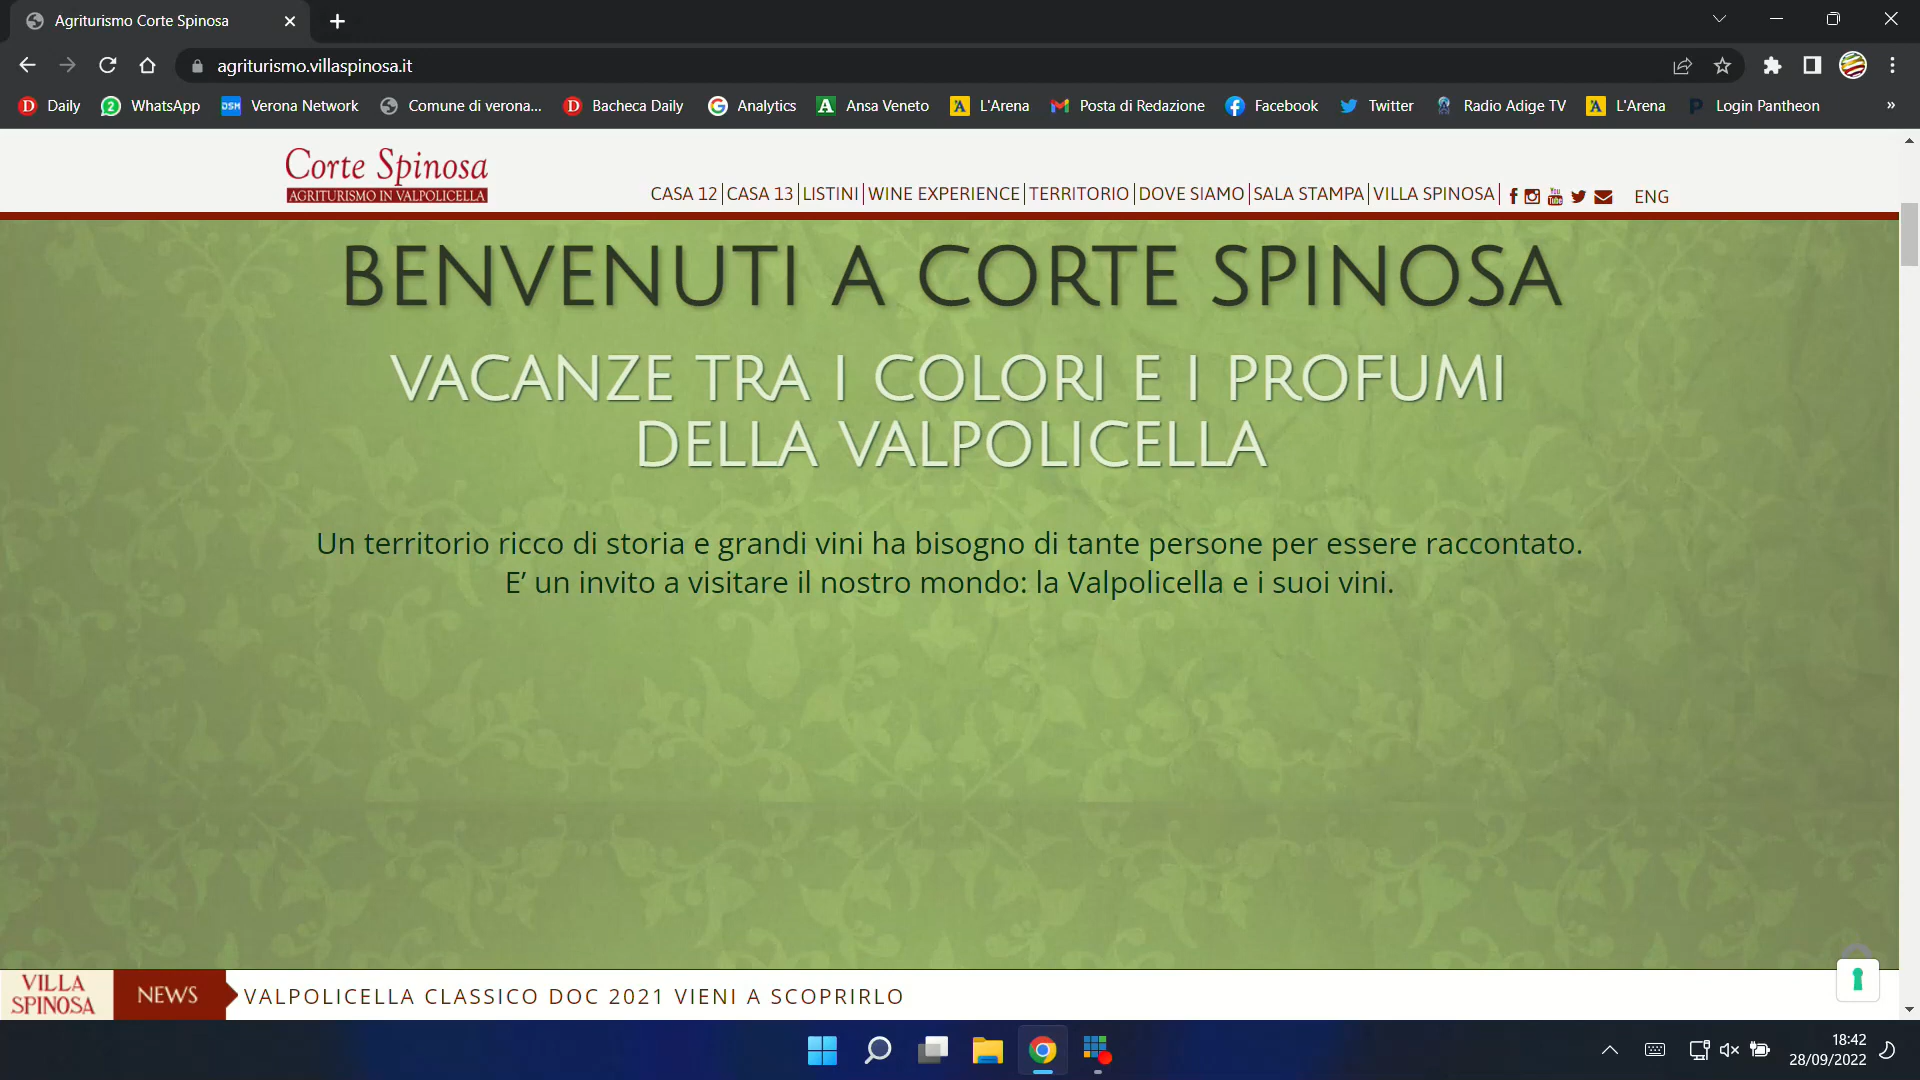 Agriturismo Corte Spinosa
agriturismo.villaspinosa.it
Daily WhatsApp Verona Network Comune di verona... Bacheca Daily Analytics Ansa Veneto L'Arena Posta di Redazione Facebook Twitter Radio Adige TV L'Arena Login Pantheon »
Corte Spinosa
AGRITURISMO IN VALPOLICELLA
CASA 12 CASA 13 LISTINI WINE EXPERIENCE TERRITORIO DOVE SIAMO SALA STAMPA VILLA SPINOSA ENG
BENVENUTI A CORTE SPINOSA
VACANZE TRA I COLORI E I PROFUMI
DELLA VALPOLICELLA
Un territorio ricco di storia e grandi vini ha bisogno di tante persone per essere raccontato.
E’ un invito a visitare il nostro mondo: la Valpolicella e i suoi vini.
VILLA
SPINOSA
NEWS
VALPOLICELLA CLASSICO DOC 2021 VIENI A SCOPRIRLO
18:42
28/09/2022